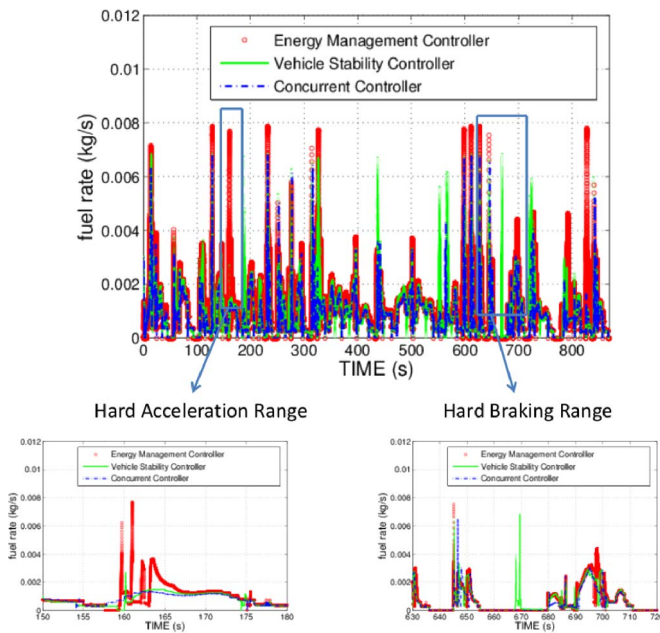 0.012
Energy Management Controller
Vehicle Stability Controller
Concurrent Controller
0.01
0.008
0.006
0.004
0.002
0
fuel rate (kg/s)
0 100 200 300 400 500 600 700 800
TIME (s)
Hard Acceleration Range
Hard Braking Range
0.012
0.01
0.008
0.006
0.004
0.002
0
fuel rate (kg/s)
Energy Management Controller
Vehicle Stability Controller
Concurrent Controller
150 155 160 165 170 175 180
TIME (s)
0.012
0.01
0.008
0.006
0.004
0.002
0
fuel rate (kg/s)
Energy Management Controller
Vehicle Stability Controller
Concurrent Controller
630 640 650 660 670 680 690 700 710
TIME (s)